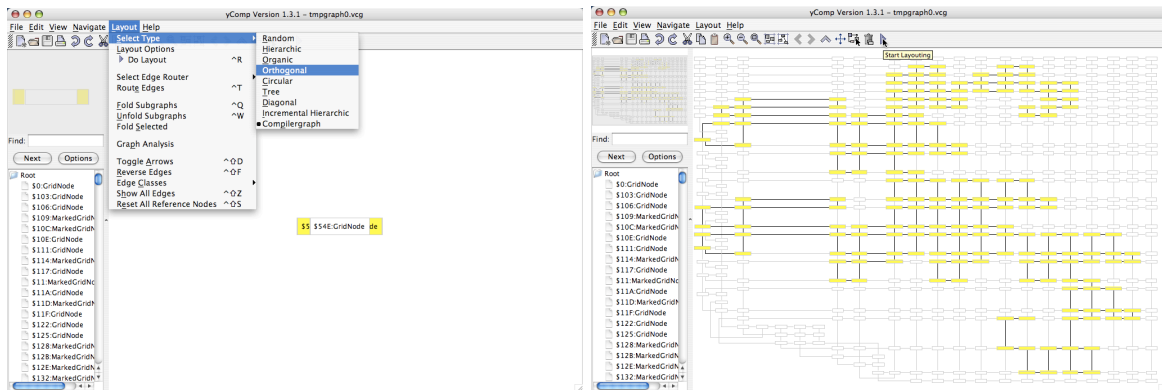 yComp Version 1.3.1 – tmpgraph0.vcg
File Edit View Navigate Layout Help
Select Type
Layout Options
Do Layout ^R
Select Edge Router
Route Edges ^T
Fold Subgraphs ^Q
Unfold Subgraphs ^W
Fold Selected
Graph Analysis
Toggle Arrows ^⇧D
Reverse Edges ^⇧F
Edge Classes
Show All Edges ^⇧Z
Reset All Reference Nodes ^⇧S
Random
Hierarchic
Organic
Orthogonal
Circular
Tree
Diagonal
Incremental Hierarchic
Compilergraph
Find:
Next Options
Root
$0:GridNode
$103:GridNode
$106:GridNode
$109:MarkedGridN
$10C:MarkedGridN
$10E:GridNode
$111:GridNode
$114:MarkedGridN
$117:GridNode
$11:MarkedGridNo
$11A:GridNode
$11D:MarkedGridN
$11F:GridNode
$122:GridNode
$125:GridNode
$128:MarkedGridN
$12B:MarkedGridN
$12E:MarkedGridN
$132:MarkedGridN
$5 $54E:GridNode de
yComp Version 1.3.1 – tmpgraph0.vcg
File Edit View Navigate Layout Help
Start Layouting
Find:
Next Options
Root
$0:GridNode
$103:GridNode
$106:GridNode
$109:MarkedGridN
$10C:MarkedGridN
$10E:GridNode
$111:GridNode
$114:MarkedGridN
$117:GridNode
$11:MarkedGridNo
$11A:GridNode
$11D:MarkedGridN
$11F:GridNode
$122:GridNode
$125:GridNode
$128:MarkedGridN
$12B:MarkedGridN
$12E:MarkedGridN
$132:MarkedGridN